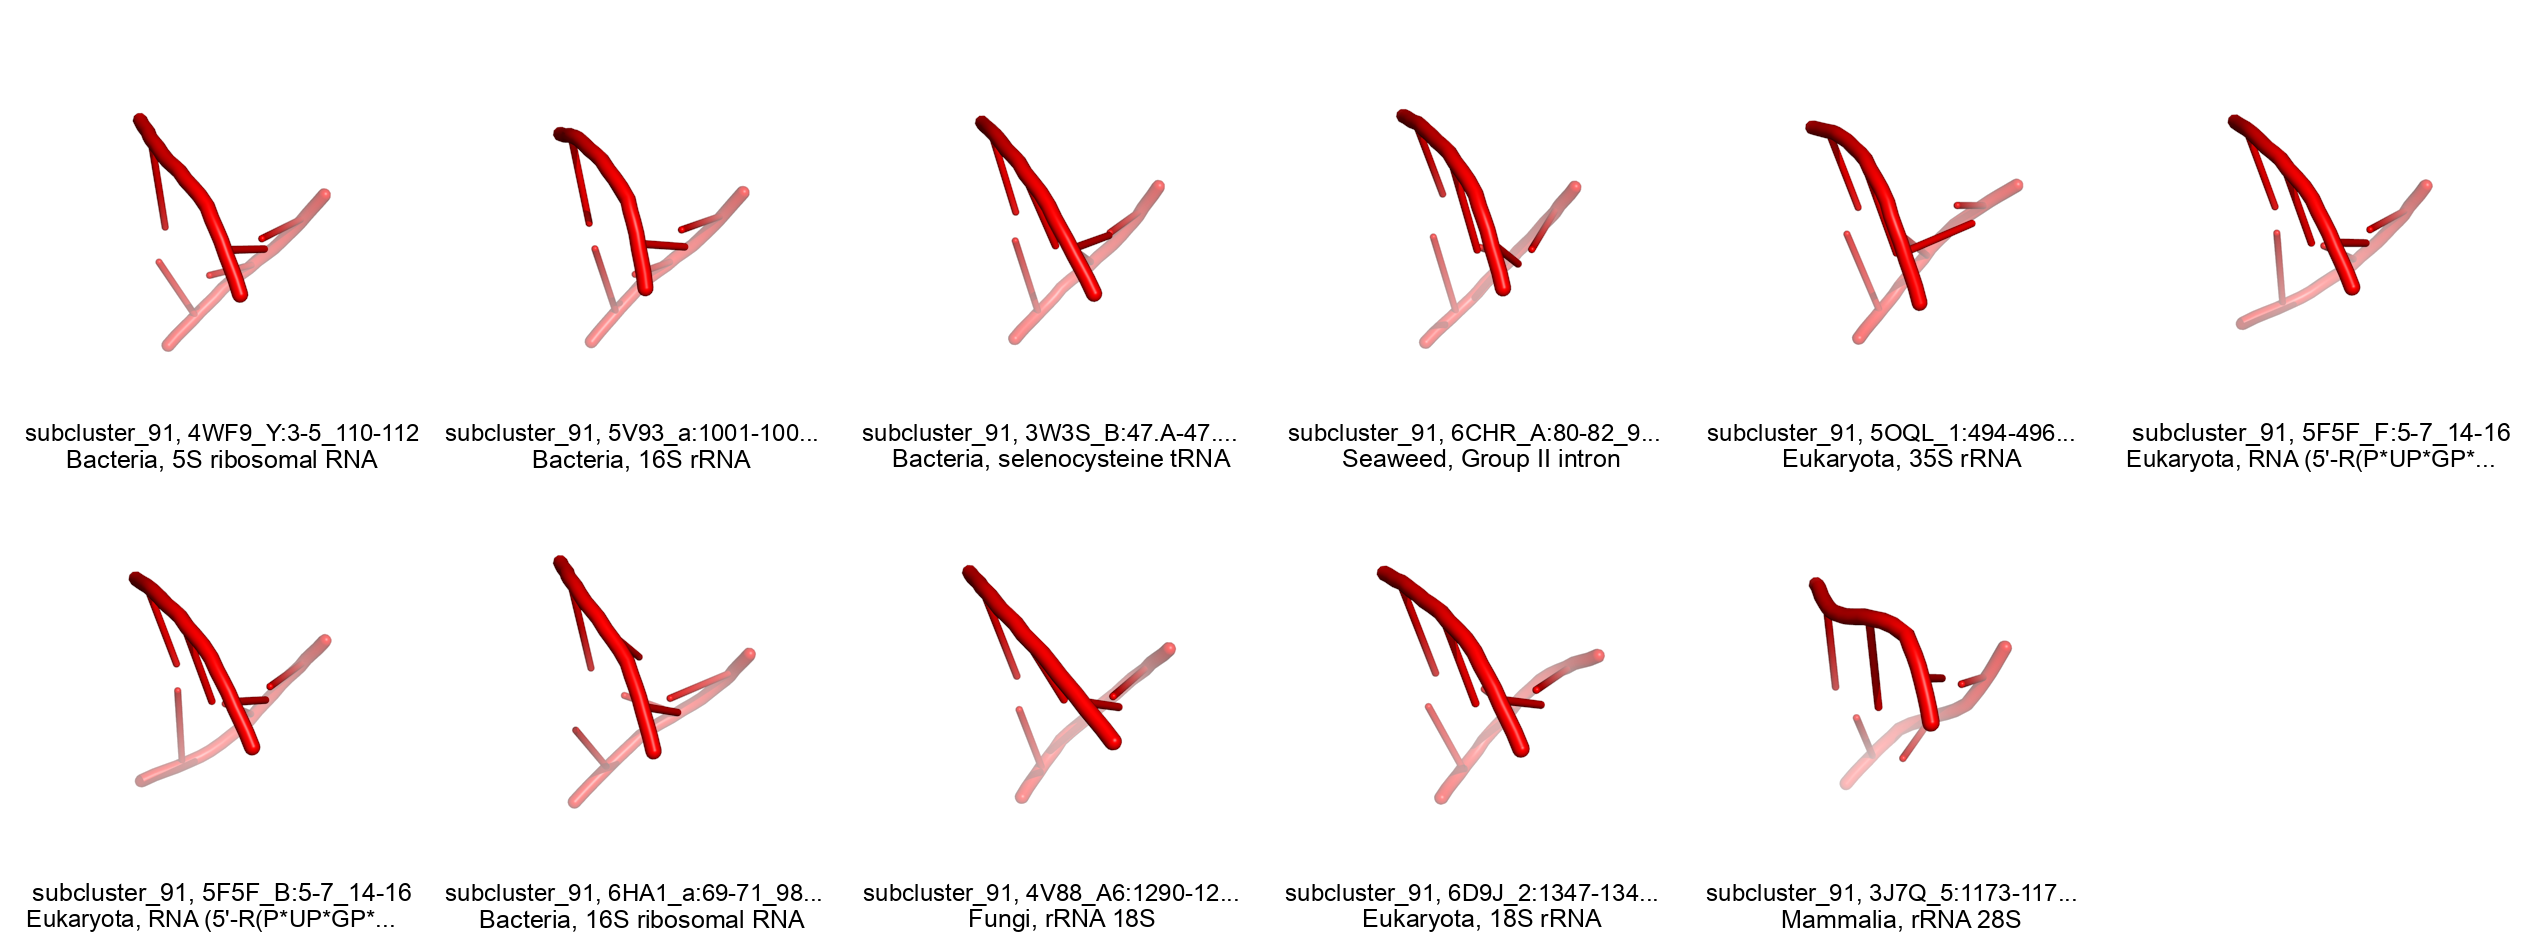 subcluster_91, 4WF9_Y:3-5_110-112
Bacteria, 5S ribosomal RNA
subcluster_91, 5V93_a:1001-100...
Bacteria, 16S rRNA
subcluster_91, 3W3S_B:47.A-47....
Bacteria, selenocysteine tRNA
subcluster_91, 6CHR_A:80-82_9...
Seaweed, Group II intron
subcluster_91, 5OQL_1:494-496...
Eukaryota, 35S rRNA
subcluster_91, 5F5F_F:5-7_14-16
Eukaryota, RNA (5'-R(P*UP*GP*...
subcluster_91, 5F5F_B:5-7_14-16
Eukaryota, RNA (5'-R(P*UP*GP*...
subcluster_91, 6HA1_a:69-71_98...
Bacteria, 16S ribosomal RNA
subcluster_91, 4V88_A6:1290-12...
Fungi, rRNA 18S
subcluster_91, 6D9J_2:1347-134...
Eukaryota, 18S rRNA
subcluster_91, 3J7Q_5:1173-117...
Mammalia, rRNA 28S